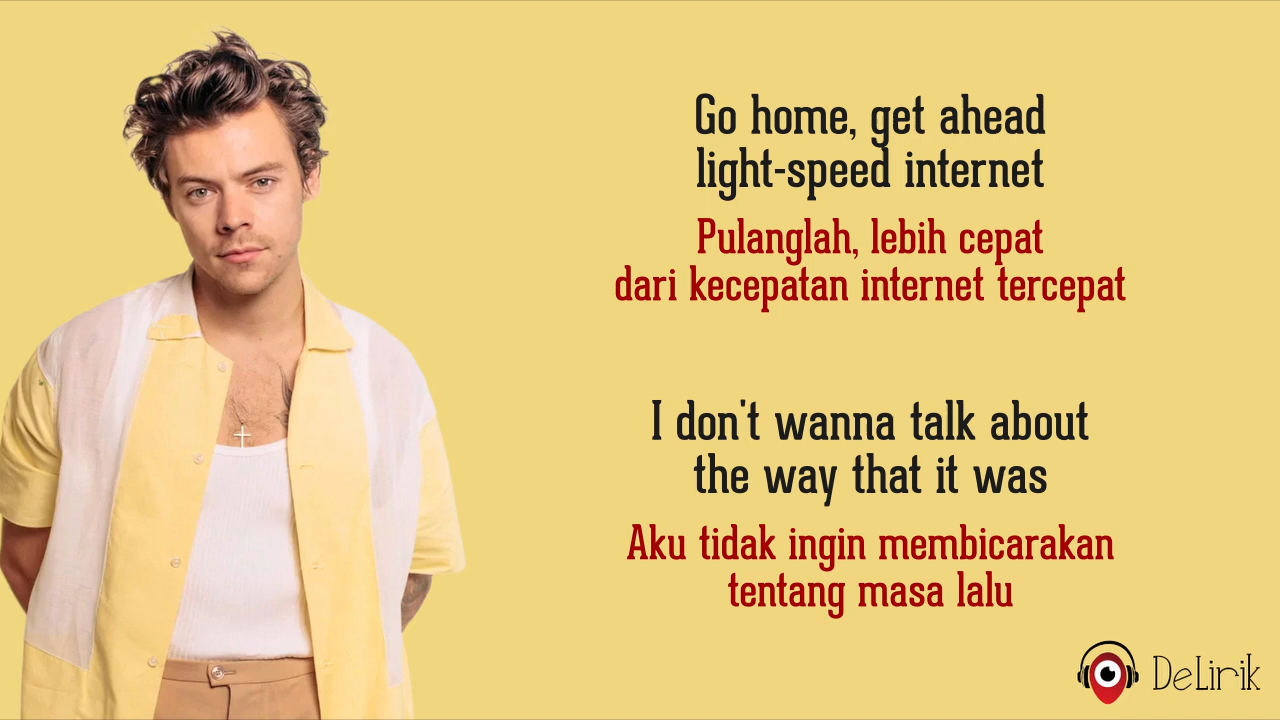 Go home, get ahead
light-speed internet
Pulanglah, lebih cepat
dari kecepatan internet tercepat
I don't wanna talk about
the way that it was
Aku tidak ingin membicarakan
tentang masa lalu
DeLirik